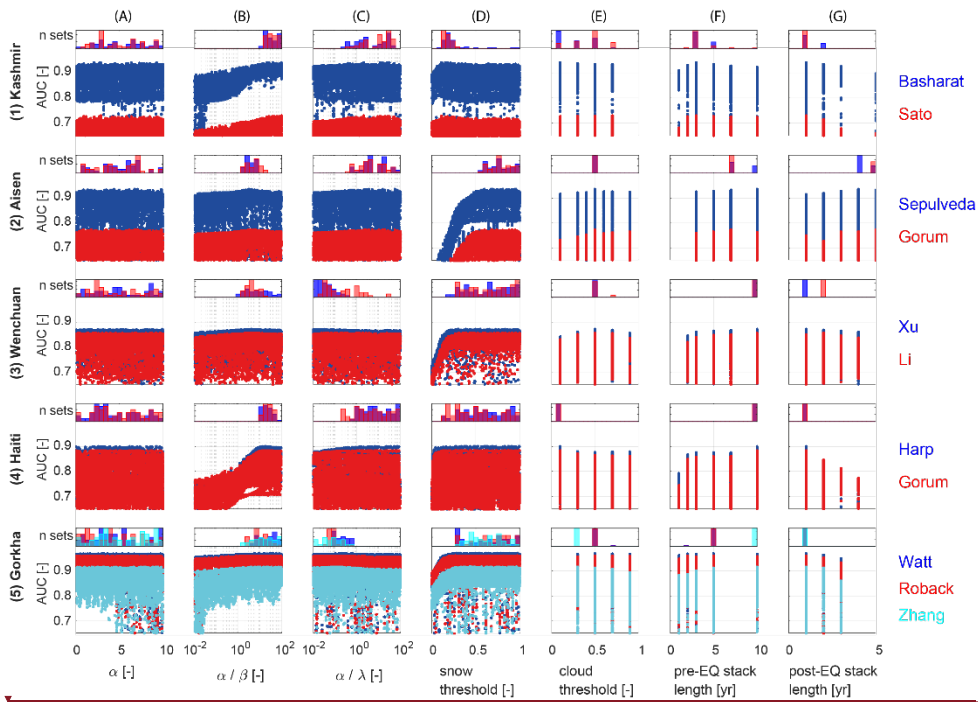 (A) (B) (C) (D) (E) (F) (G)
(1) Kashmir
n sets
AUC [-]
0.9
0.8
0.7
Basharat
Sato
(2) Aisen
n sets
AUC [-]
0.9
0.8
0.7
Sepulveda
Gorum
(3) Wenchuan
n sets
AUC [-]
0.9
0.8
0.7
Xu
Li
(4) Haiti
n sets
AUC [-]
0.9
0.8
0.7
Harp
Gorum
(5) Gorkha
n sets
AUC [-]
0.9
0.8
0.7
Watt
Roback
Zhang
0 5 10 10⁻² 10⁰ 10² 10⁻² 10⁰ 10² 0 0.5 1 0 0.5 1 0 5 10 0 5
α [-] α / β [-] α / λ [-] snow threshold [-] cloud threshold [-] pre-EQ stack length [yr] post-EQ stack length [yr]